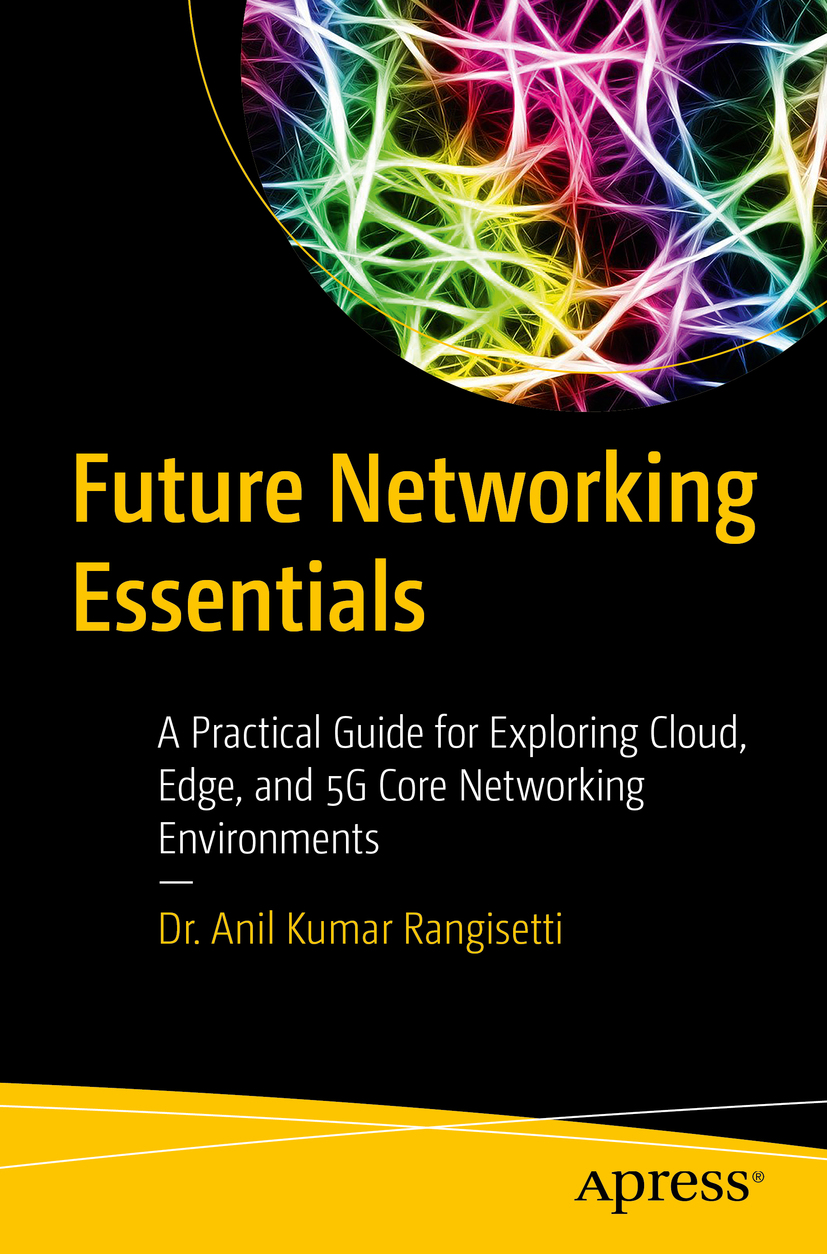 Future Networking
Essentials
A Practical Guide for Exploring Cloud,
Edge, and 5G Core Networking
Environments
—
Dr. Anil Kumar Rangisetti
Apress®